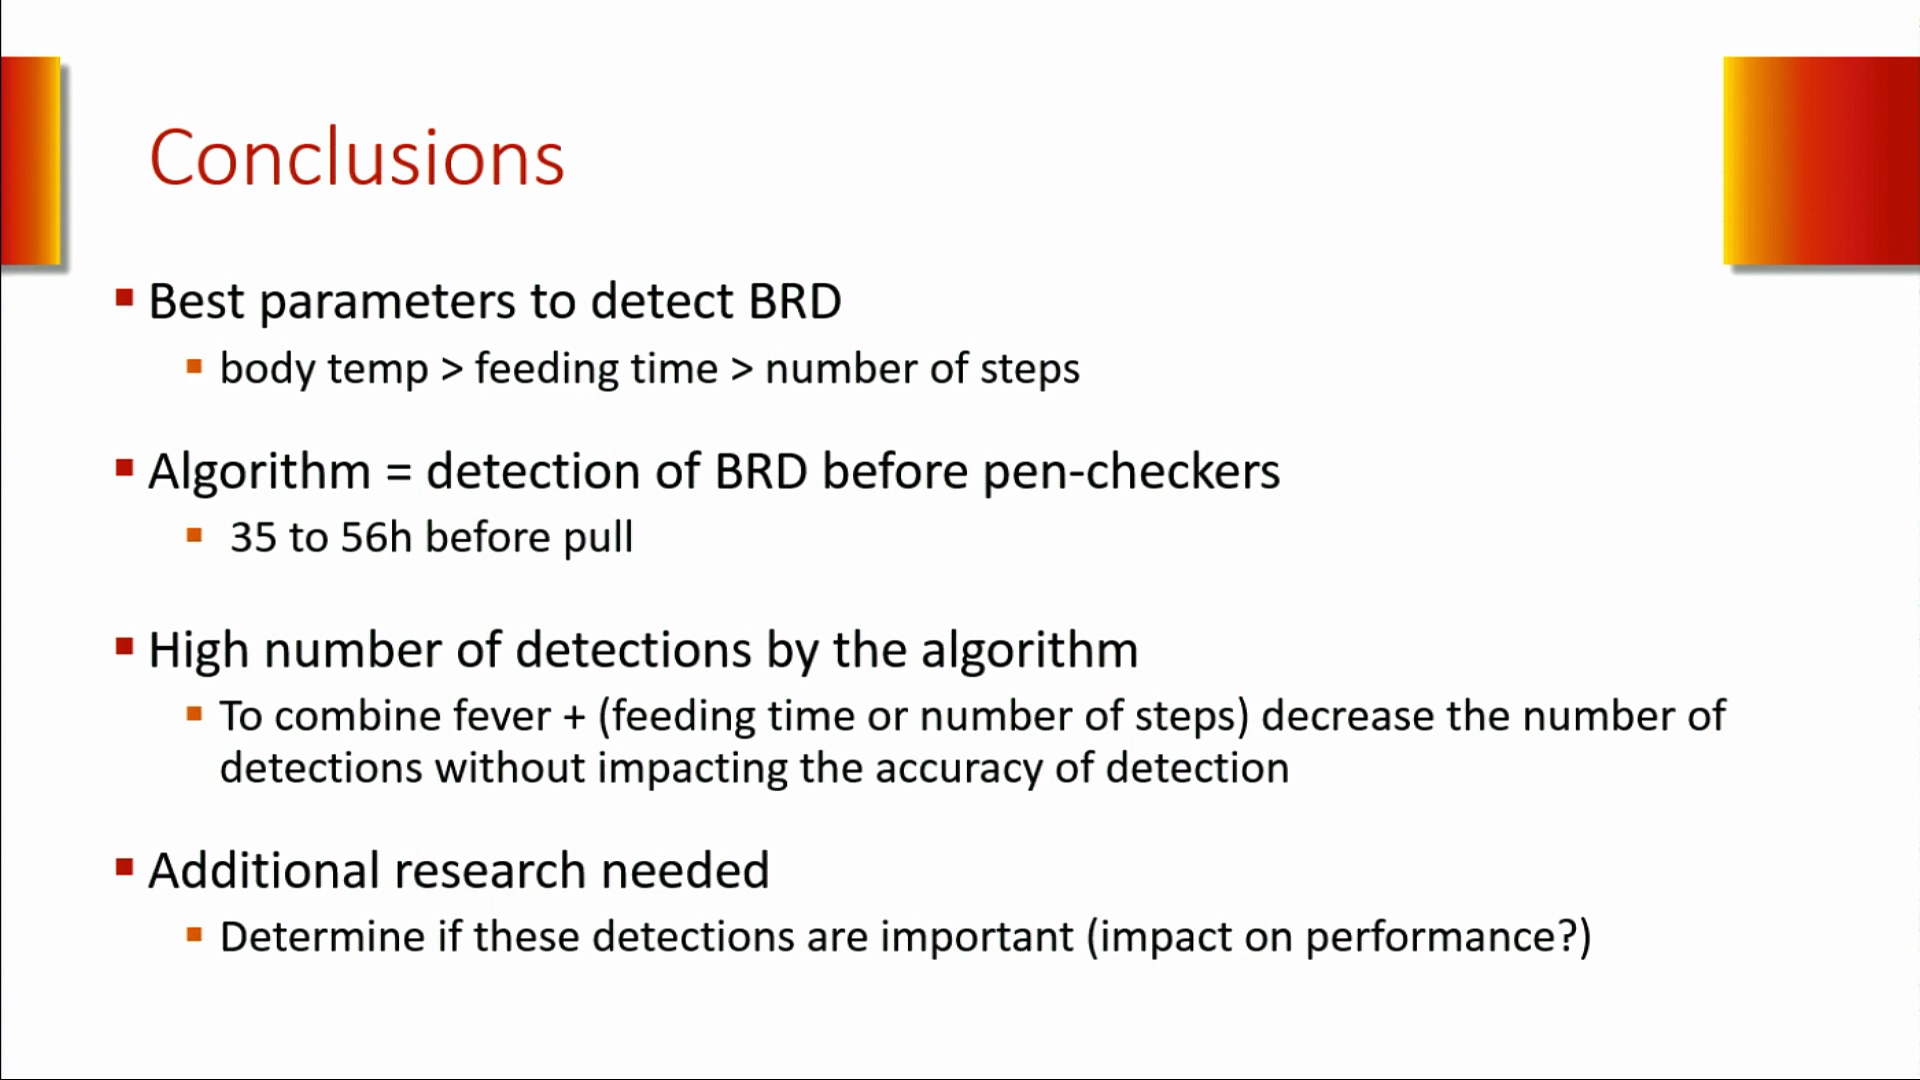 Conclusions
Best parameters to detect BRD
body temp > feeding time > number of steps
Algorithm = detection of BRD before pen-checkers
35 to 56h before pull
High number of detections by the algorithm
To combine fever + (feeding time or number of steps) decrease the number of
detections without impacting the accuracy of detection
Additional research needed
Determine if these detections are important (impact on performance?)